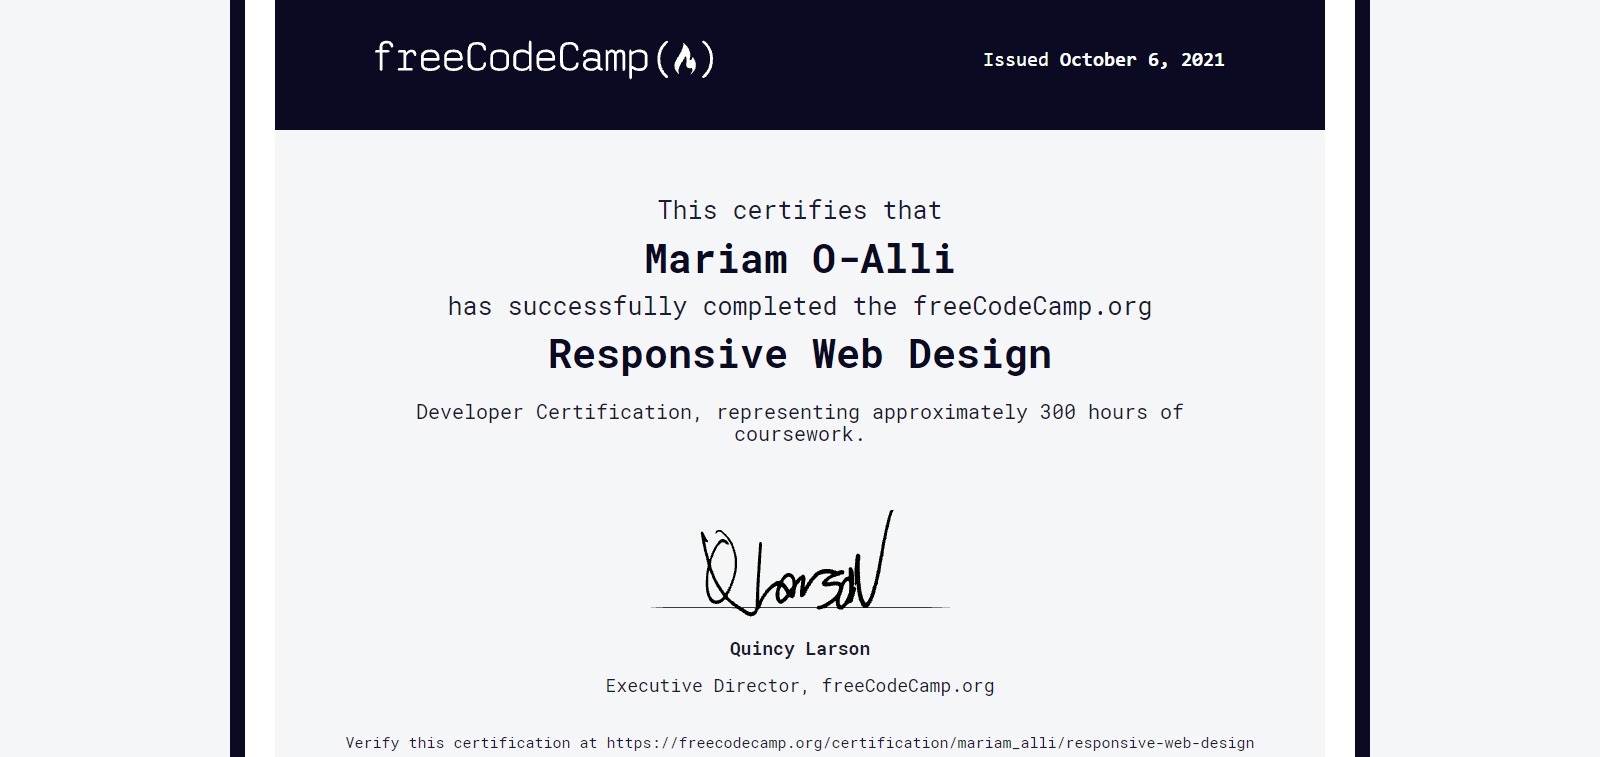 freeCodeCamp(🔥)
Issued October 6, 2021
This certifies that
Mariam O-Alli
has successfully completed the freeCodeCamp.org
Responsive Web Design
Developer Certification, representing approximately 300 hours of
coursework.
Q Larson
Quincy Larson
Executive Director, freeCodeCamp.org
Verify this certification at https://freecodecamp.org/certification/mariam_alli/responsive-web-design